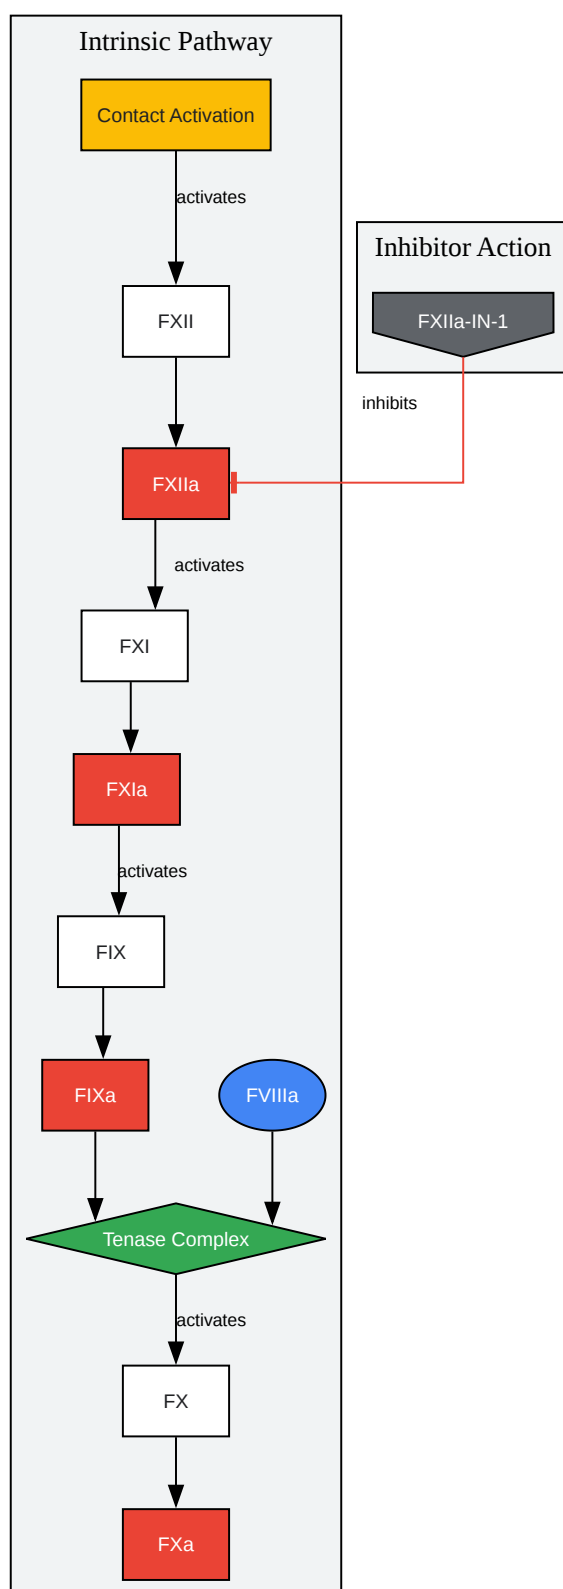 Intrinsic Pathway
Contact Activation
activates
FXII
Inhibitor Action
FXIIa-IN-1
inhibits
FXIIa
activates
FXI
FXIa
activates
FIX
FIXa
FVIIIa
Tenase Complex
activates
FX
FXa